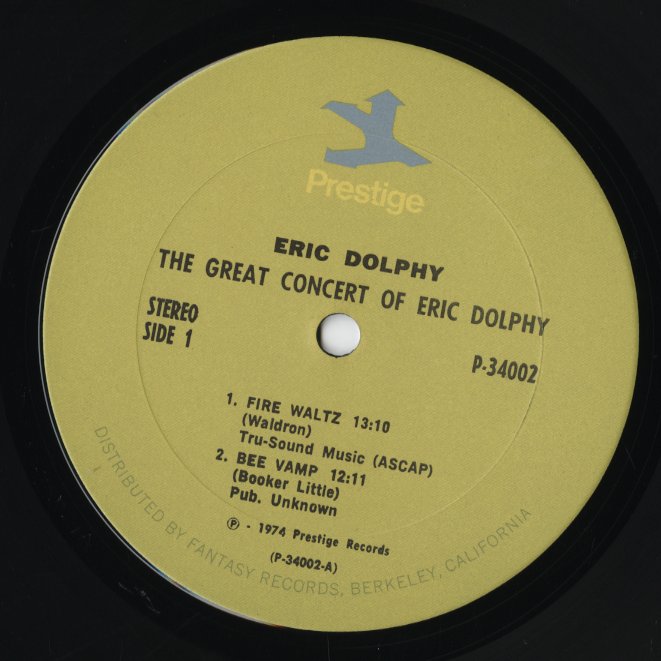 Prestige
ERIC DOLPHY
THE GREAT CONCERT OF ERIC DOLPHY
STEREO
SIDE 1
P-34002
1. FIRE WALTZ 13:10
(Waldron)
Tru-Sound Music (ASCAP)
2. BEE VAMP 12:11
(Booker Little)
Pub. Unknown
℗ - 1974 Prestige Records
(P-34002-A)
DISTRIBUTED BY FANTASY RECORDS, BERKELEY, CALIFORNIA